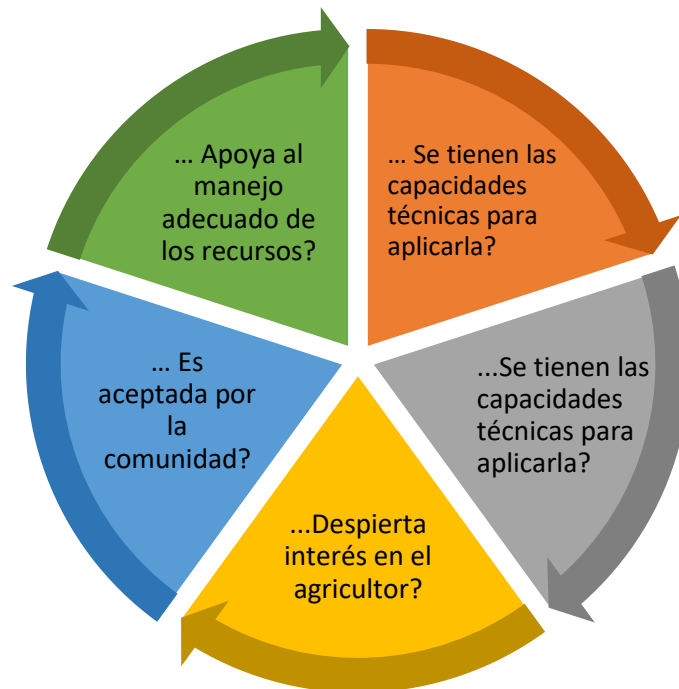 ... Apoya al
manejo
adecuado de
los recursos?
... Se tienen las
capacidades
técnicas para
aplicarla?
...Se tienen las
capacidades
técnicas para
aplicarla?
...Despierta
interés en el
agricultor?
... Es
aceptada por
la
comunidad?